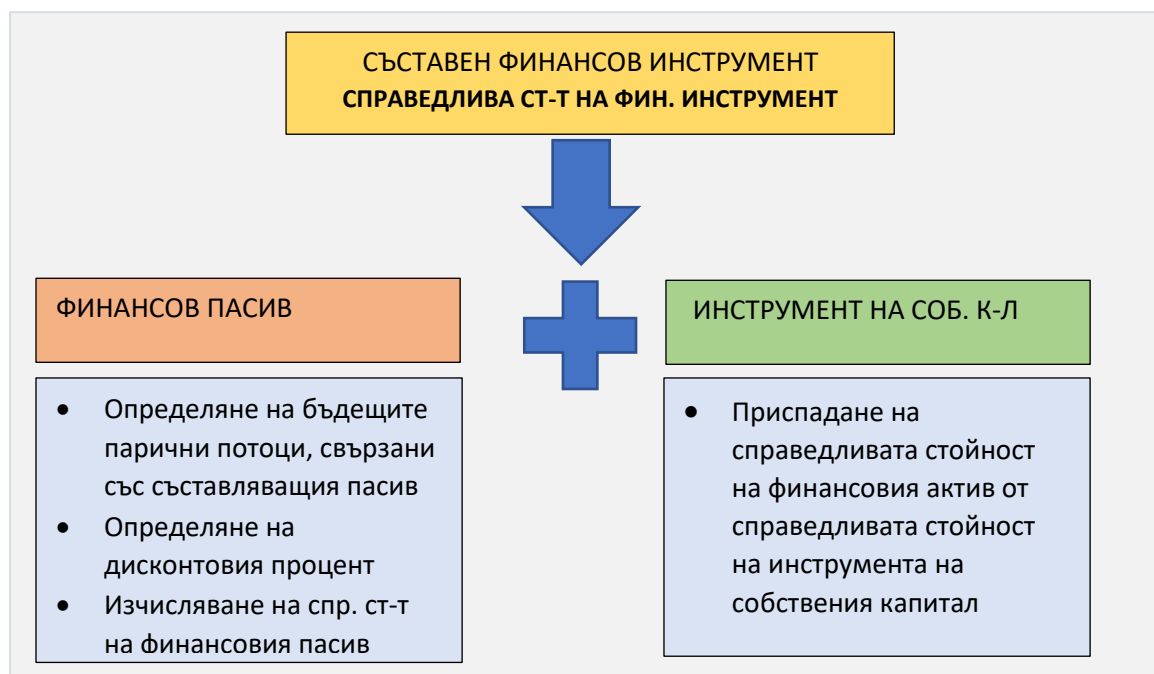 СЪСТАВЕН ФИНАНСОВ ИНСТРУМЕНТ
СПРАВЕДЛИВА СТ-Т НА ФИН. ИНСТРУМЕНТ
ФИНАНСОВ ПАСИВ
• Определяне на бъдещите
парични потоци, свързани
със съставляващия пасив
• Определяне на
дисконтовия процент
• Изчисляване на спр. ст-т
на финансовия пасив
ИНСТРУМЕНТ НА СОБ. К-Л
• Приспадане на
справедливата стойност
на финансовия актив от
справедливата стойност
на инструмента на
собствения капитал